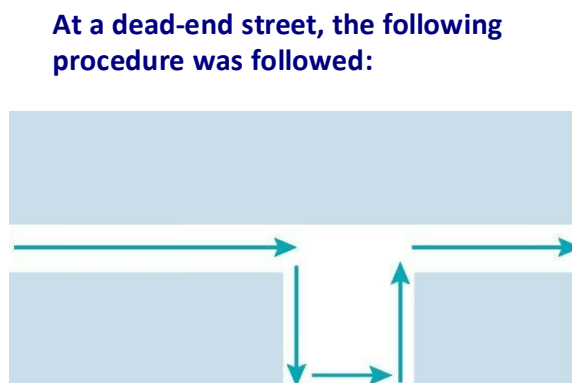 At a dead-end street, the following
procedure was followed: